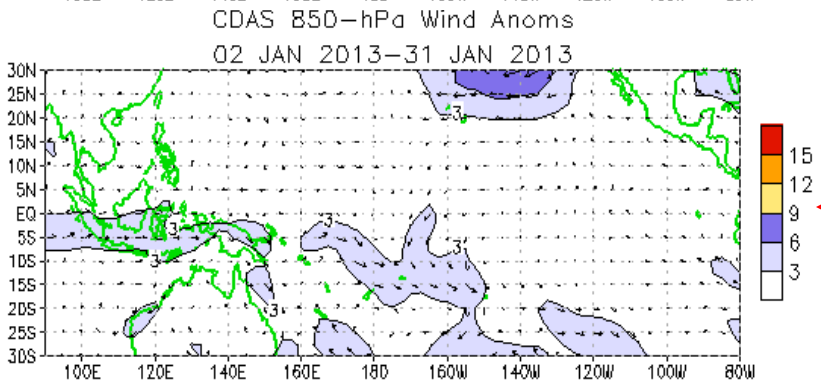 CDAS 850-hPa Wind Anoms
02 JAN 2013-31 JAN 2013
30N
25N
20N
15N
10N
5N
EQ
5S
10S
15S
20S
25S
30S
3
3
3
3
3
3
15
12
9
6
3
100E 120E 140E 160E 180 160W 140W 120W 100W 80W